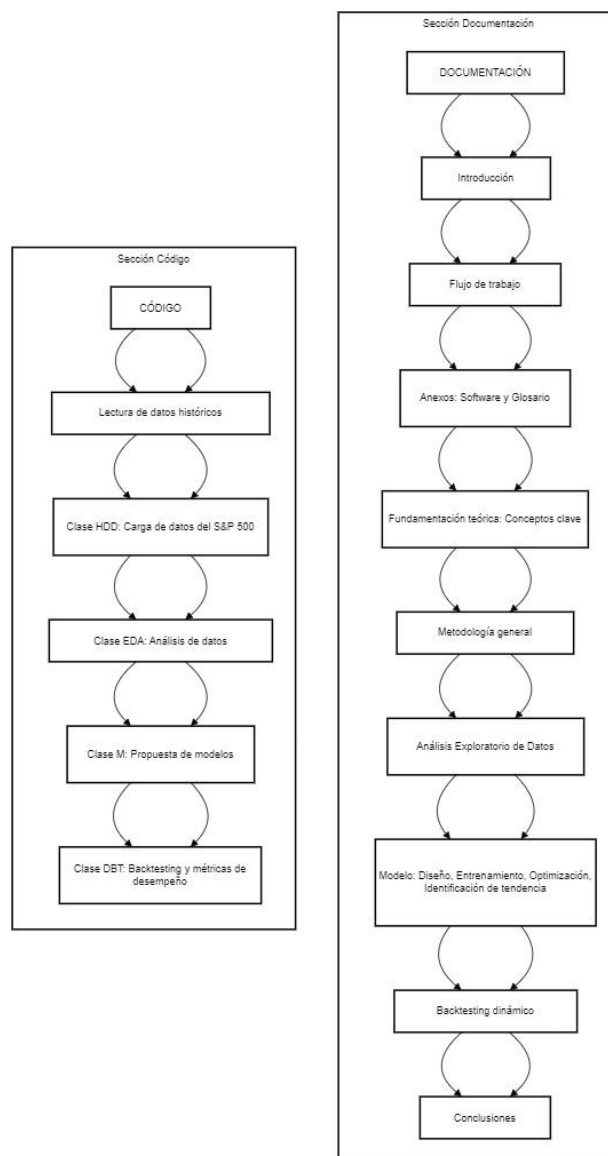 Sección Código
CÓDIGO
Lectura de datos históricos
Clase HDD: Carga de datos del S&P 500
Clase EDA: Análisis de datos
Clase M: Propuesta de modelos
Clase DBT: Backtesting y métricas de
desempeño
Sección Documentación
DOCUMENTACIÓN
Introducción
Flujo de trabajo
Anexos: Software y Glosario
Fundamentación teórica: Conceptos clave
Metodología general
Análisis Exploratorio de Datos
Modelo: Diseño, Entrenamiento, Optimización,
Identificación de tendencia
Backtesting dinámico
Conclusiones